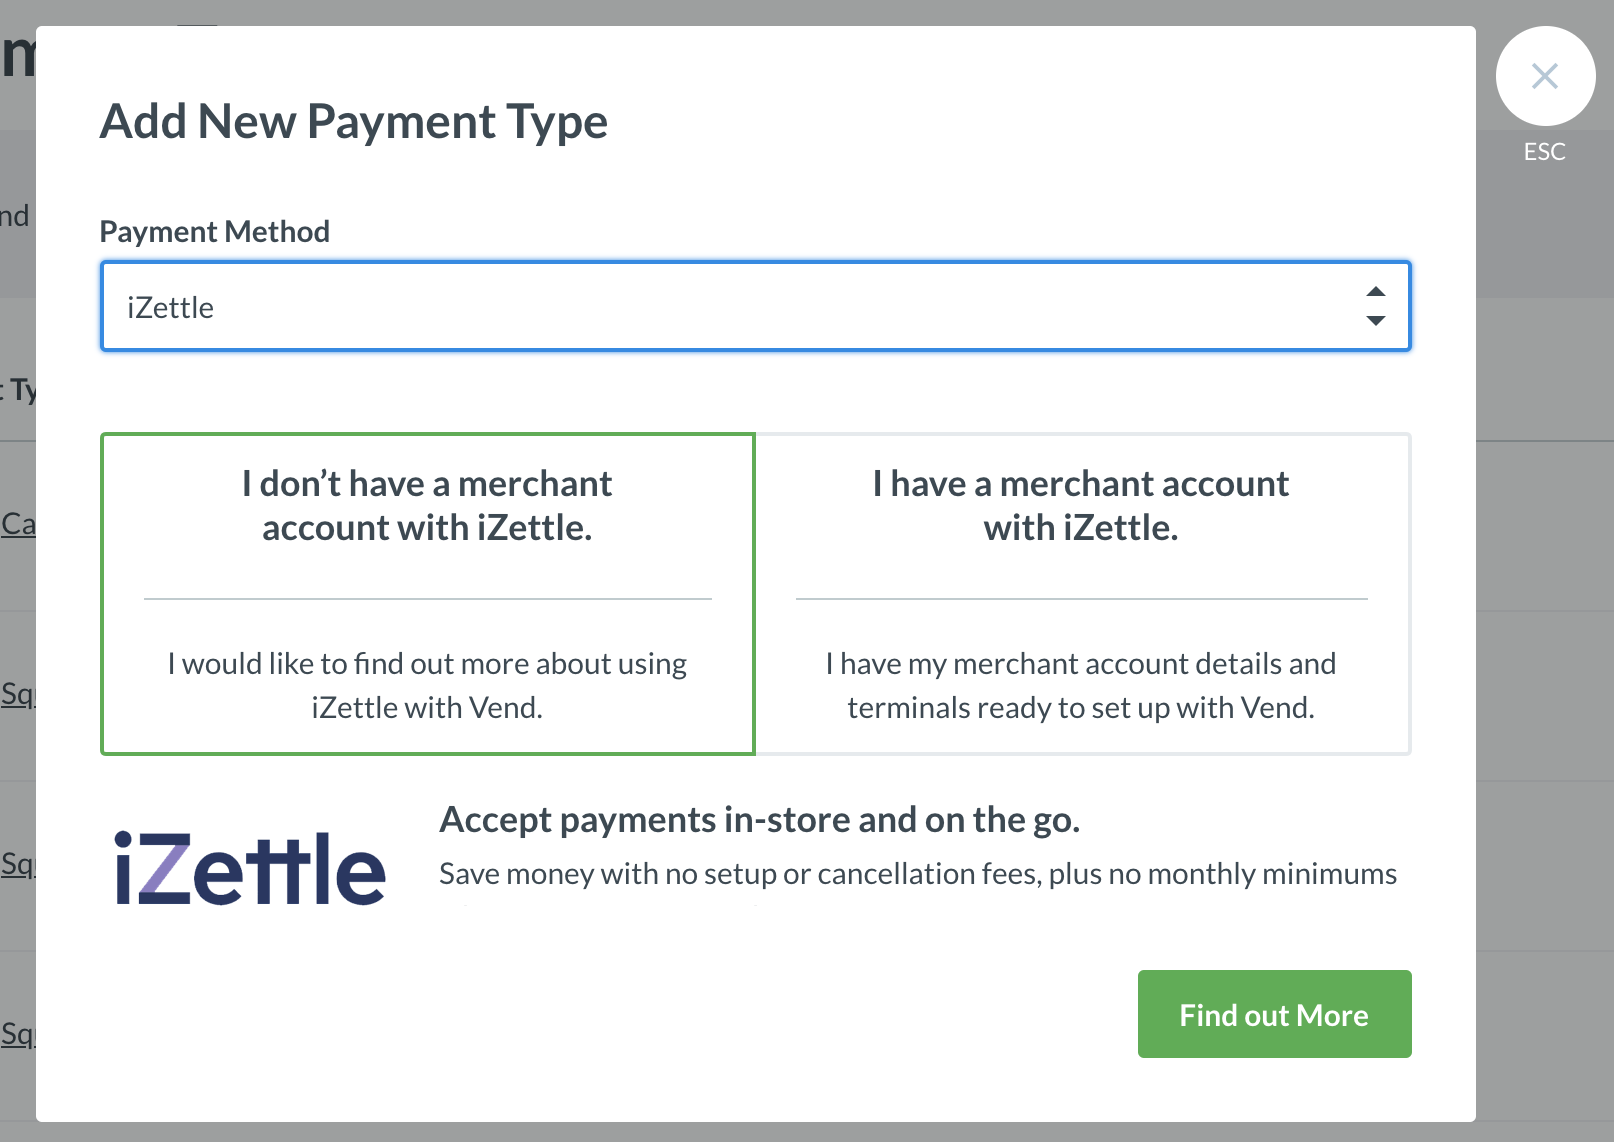 Add New Payment Type
ESC
nd
Payment Method
iZettle
I don’t have a merchant
account with iZettle.
I would like to find out more about using
iZettle with Vend.
I have a merchant account
with iZettle.
I have my merchant account details and
terminals ready to set up with Vend.
iZettle
Accept payments in-store and on the go.
Save money with no setup or cancellation fees, plus no monthly minimums
Find out More
t Ty
Ca
Squ
Squ
Squ